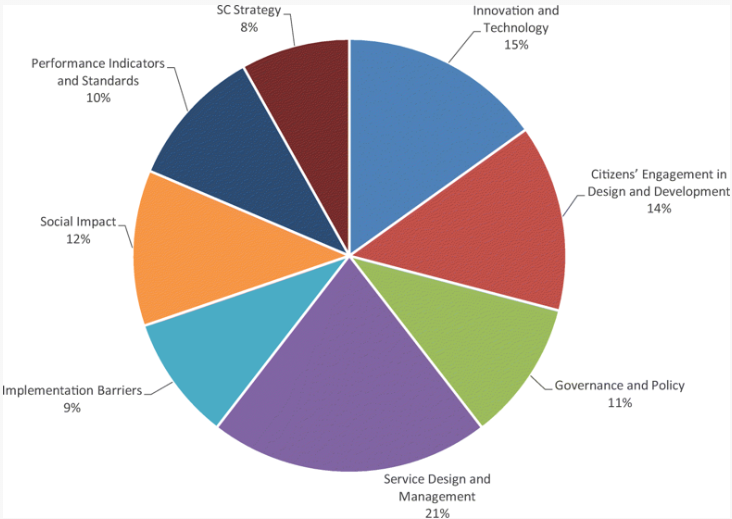 SC Strategy
8%
Innovation and
Technology
15%
Performance Indicators
and Standards
10%
Citizens’ Engagement in
Design and Development
14%
Social Impact
12%
Governance and Policy
11%
Implementation Barriers
9%
Service Design and
Management
21%